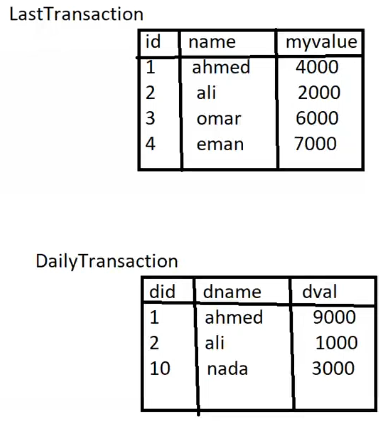 LastTransaction
id name myvalue
1 ahmed 4000
2 ali 2000
3 omar 6000
4 eman 7000
DailyTransaction
did dname dval
1 ahmed 9000
2 ali 1000
10 nada 3000